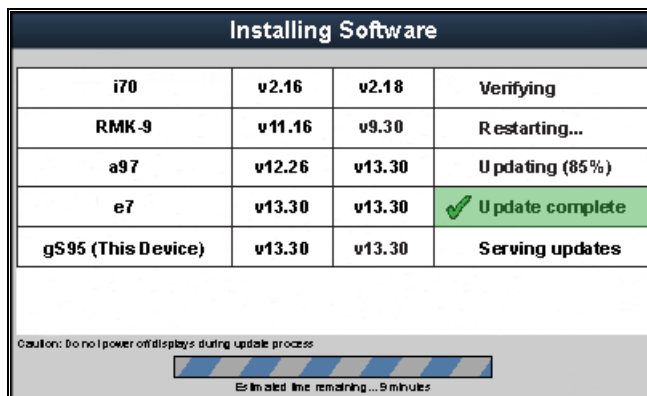 Installing Software
i70 v2.16 v2.18 Verifying
RMK-9 v11.16 v9.30 Restarting...
a97 v12.26 v13.30 Updating (85%)
e7 v13.30 v13.30 Update complete
gS95 (This Device) v13.30 v13.30 Serving updates
Caution: Do not power off displays during update process
Estimated time remaining... 9 minutes